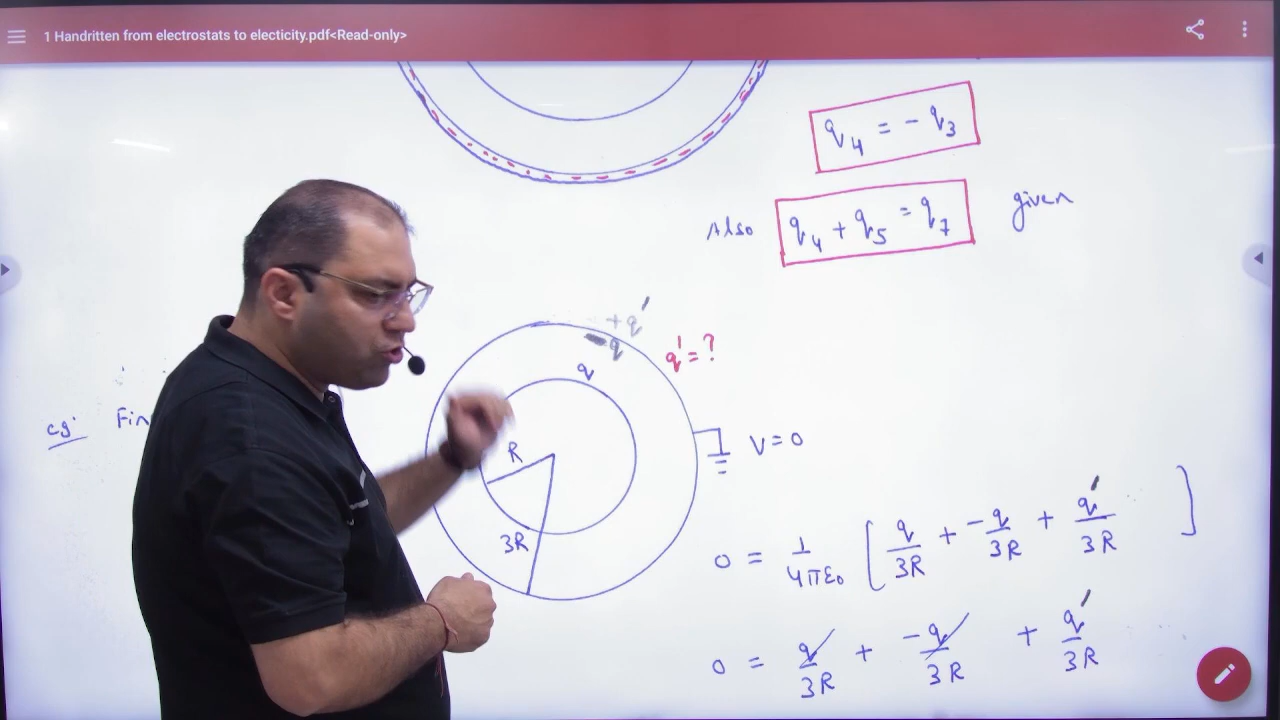 1 Handritten from electrostats to electicity.pdf<Read-only>
q₄ = - q₃
Also q₄ + q₅ = q₇ given
+q'
-q
q' = ?
q
eg. Fin
R
V = 0
3R
0 = 1/4πε₀ [ q/3R + -q/3R + q'/3R ]
0 = q/3R + -q/3R + q'/3R